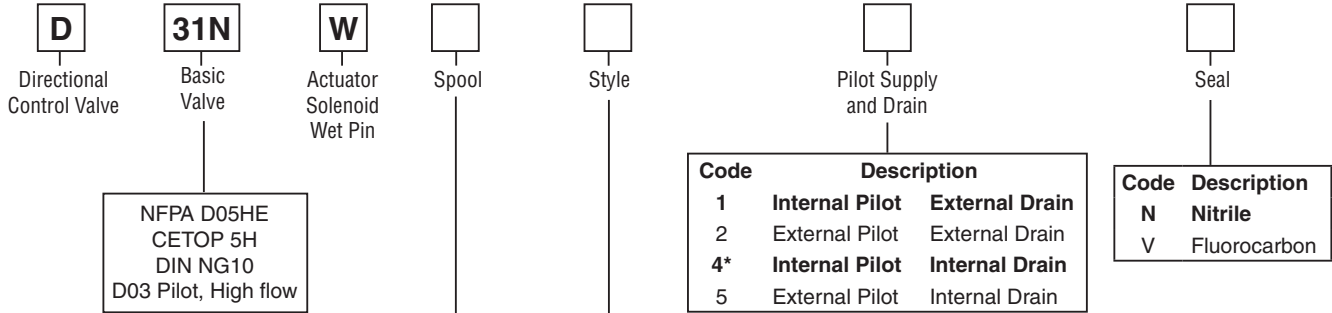 D 31N W
Directional
Control Valve
Basic
Valve
Actuator
Solenoid
Wet Pin
Spool
Style
Pilot Supply
and Drain
Seal
NFPA D05HE
CETOP 5H
DIN NG10
D03 Pilot, High flow
Code Description
1 Internal Pilot External Drain
2 External Pilot External Drain
4* Internal Pilot Internal Drain
5 External Pilot Internal Drain
Code Description
N Nitrile
V Fluorocarbon